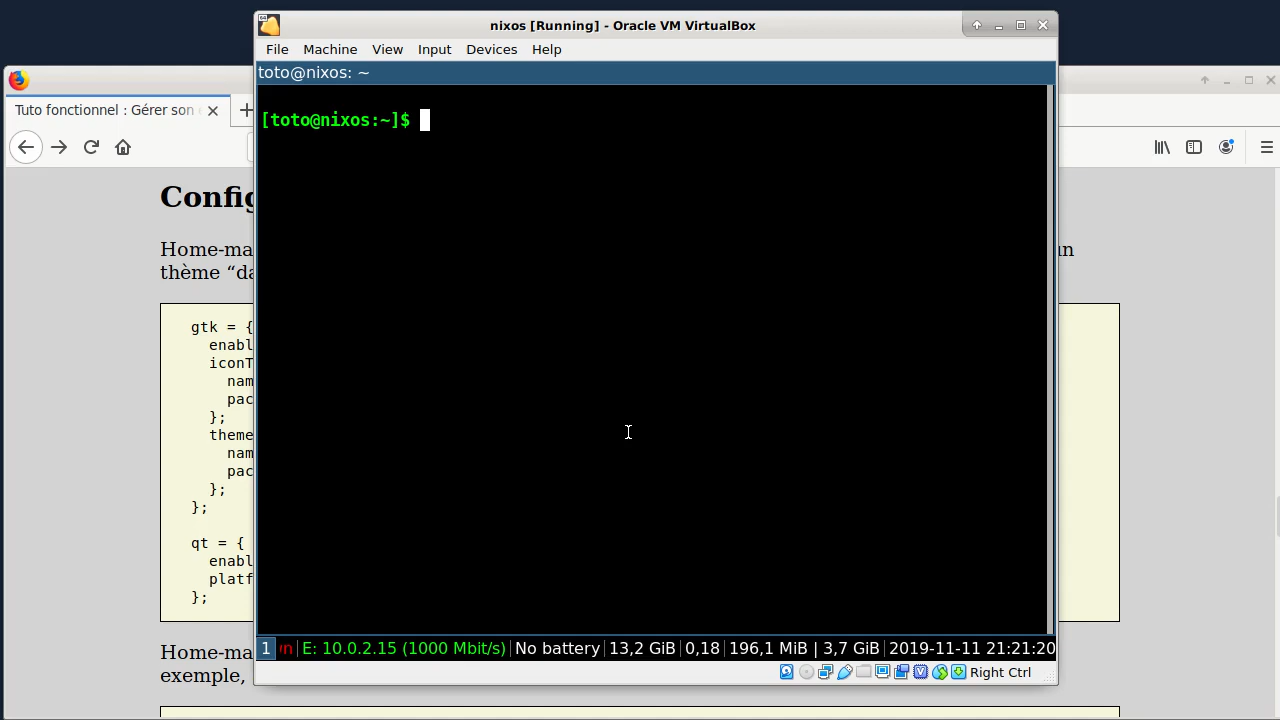 nixos [Running] - Oracle VM VirtualBox
File Machine View Input Devices Help
toto@nixos: ~
[toto@nixos:~]$
1 E: 10.0.2.15 (1000 Mbit/s) No battery 13,2 GiB 0,18 196,1 MiB | 3,7 GiB 2019-11-11 21:21:20
Right Ctrl
Tuto fonctionnel : Gérer son
Config
Home-ma un
thème “da
gtk = {
enabl
iconT
nam
pac
};
theme
nam
pac
};
};
qt = {
enabl
platf
};
Home-ma
exemple,